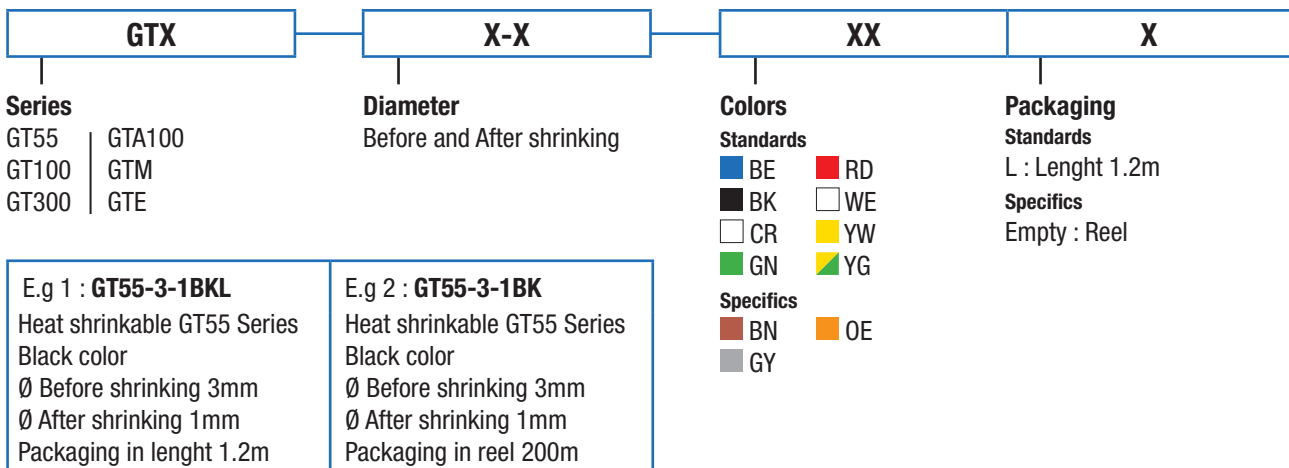 GTX X-X XX X
Series
GT55 GTA100
GT100 GTM
GT300 GTE
Diameter
Before and After shrinking
Colors
Standards
BE RD
BK WE
CR YW
GN YG
Specifics
BN OE
GY
Packaging
Standards
L : Lenght 1.2m
Specifics
Empty : Reel
E.g 1 : GT55-3-1BKL
Heat shrinkable GT55 Series
Black color
Ø Before shrinking 3mm
Ø After shrinking 1mm
Packaging in lenght 1.2m
E.g 2 : GT55-3-1BK
Heat shrinkable GT55 Series
Black color
Ø Before shrinking 3mm
Ø After shrinking 1mm
Packaging in reel 200m